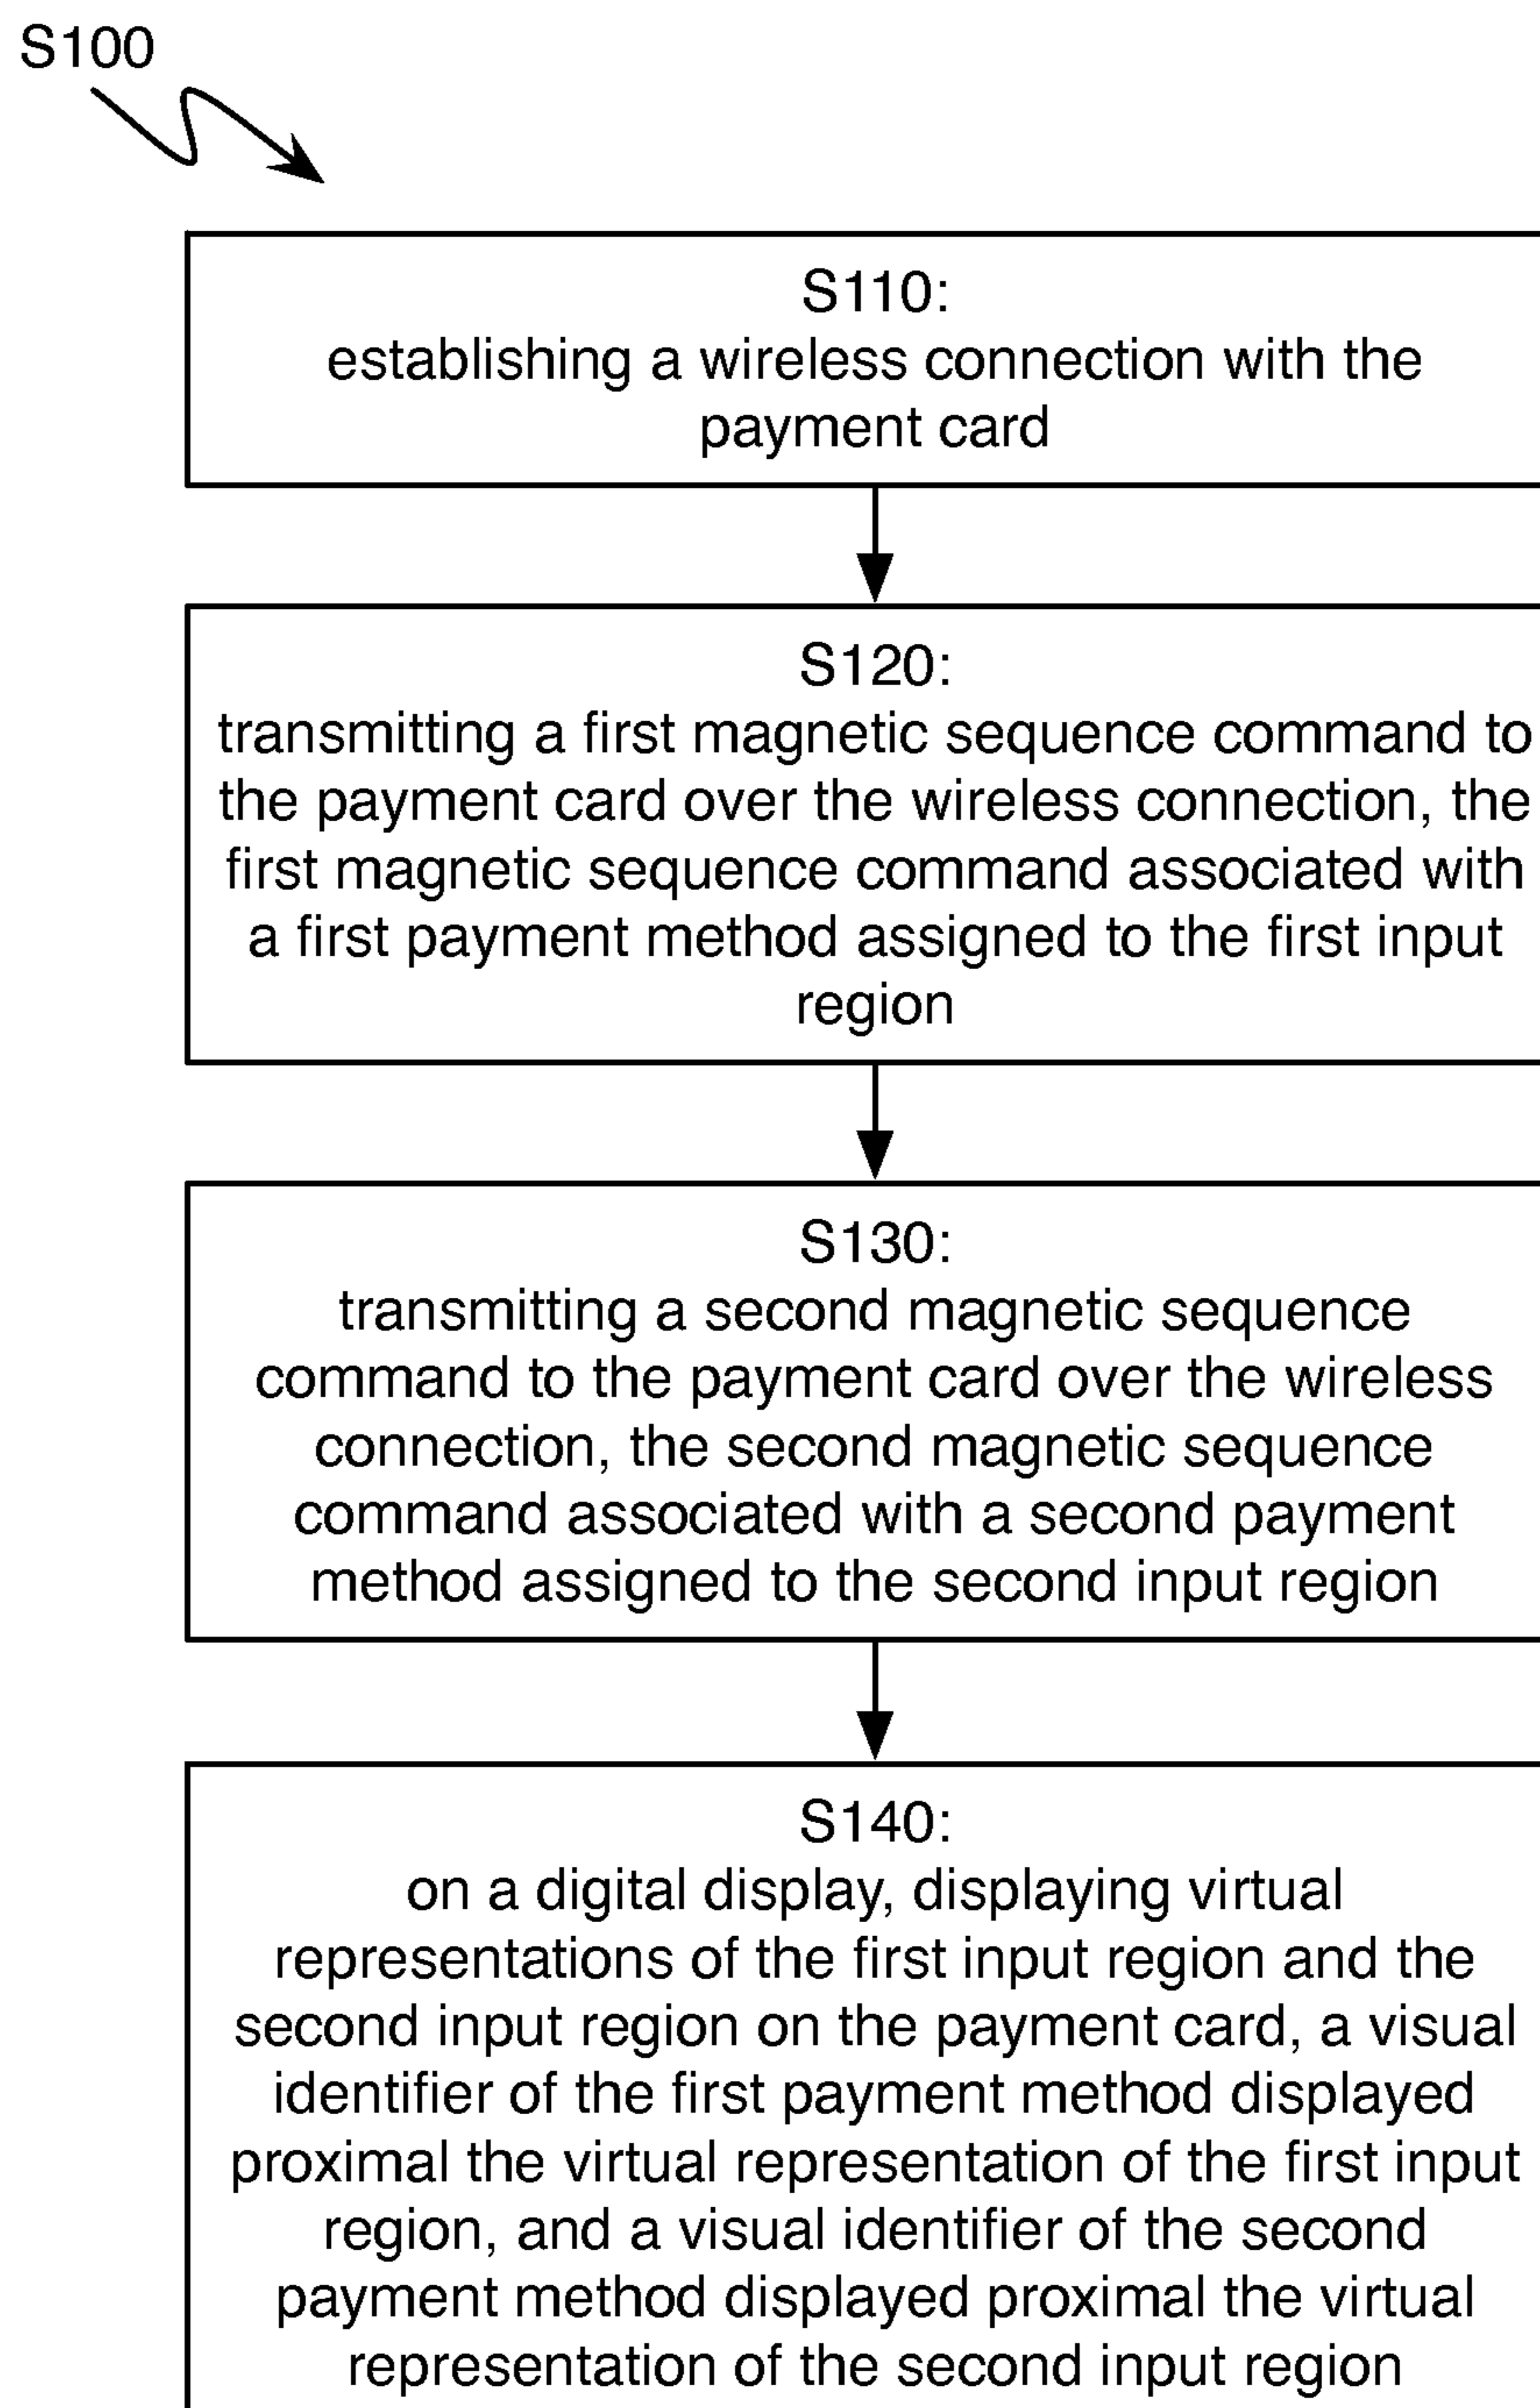 S100
S110:
establishing a wireless connection with the
payment card
S120:
transmitting a first magnetic sequence command to
the payment card over the wireless connection, the
first magnetic sequence command associated with
a first payment method assigned to the first input
region
S130:
transmitting a second magnetic sequence
command to the payment card over the wireless
connection, the second magnetic sequence
command associated with a second payment
method assigned to the second input region
S140:
on a digital display, displaying virtual
representations of the first input region and the
second input region on the payment card, a visual
identifier of the first payment method displayed
proximal the virtual representation of the first input
region, and a visual identifier of the second
payment method displayed proximal the virtual
representation of the second input region